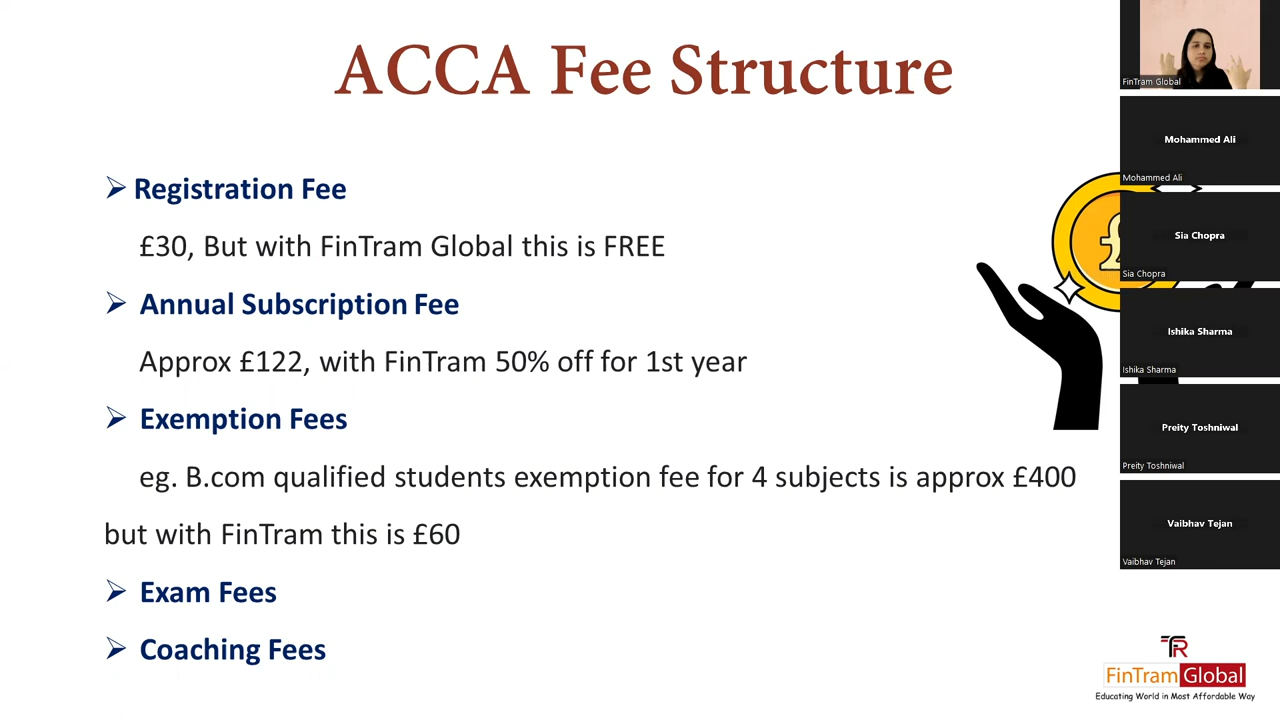 ACCA Fee Structure
Registration Fee
£30, But with FinTram Global this is FREE
Annual Subscription Fee
Approx £122, with FinTram 50% off for 1st year
Exemption Fees
eg. B.com qualified students exemption fee for 4 subjects is approx £400
but with FinTram this is £60
Exam Fees
Coaching Fees
£
FinTram Global
Mohammed Ali
Mohammed Ali
Sia Chopra
Sia Chopra
Ishika Sharma
Ishika Sharma
Preity Toshniwal
Preity Toshniwal
Vaibhav Tejan
Vaibhav Tejan
FinTram Global
Educating World in Most Affordable Way